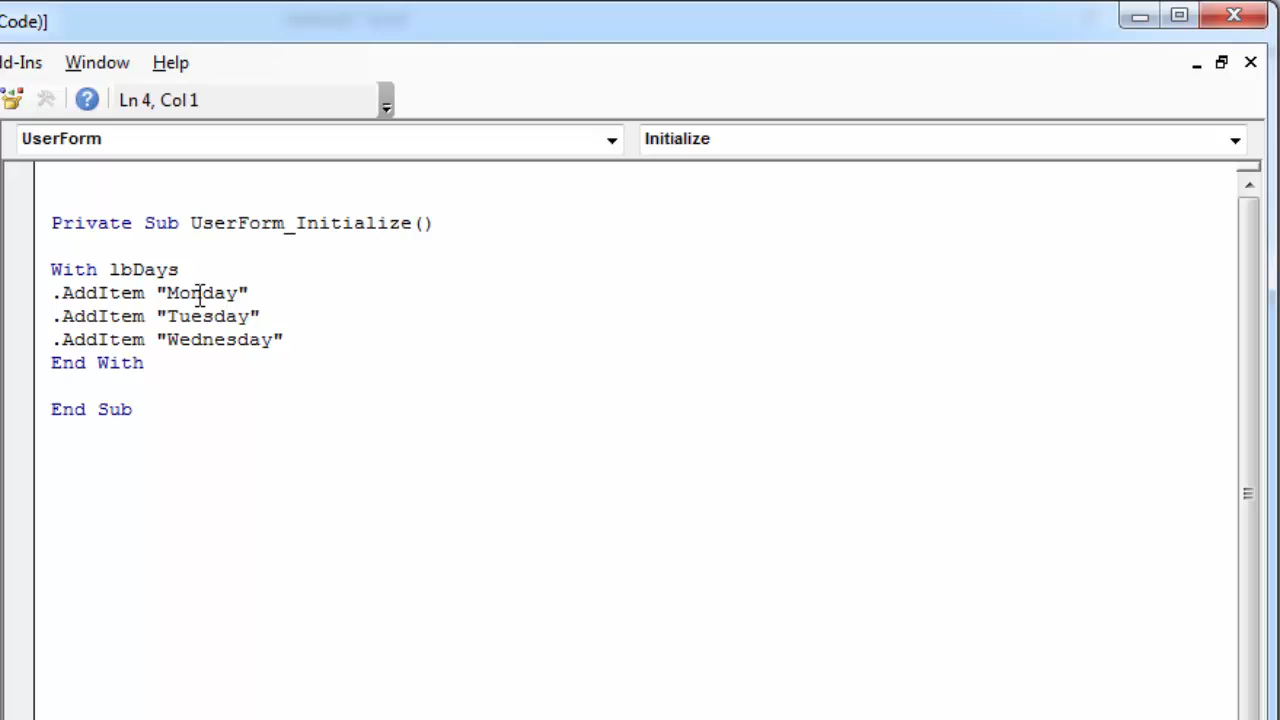 Code)]
d-Ins Window Help
Ln 4, Col 1
UserForm Initialize
Private Sub UserForm_Initialize()
With lbDays
.AddItem "Monday"
.AddItem "Tuesday"
.AddItem "Wednesday"
End With
End Sub